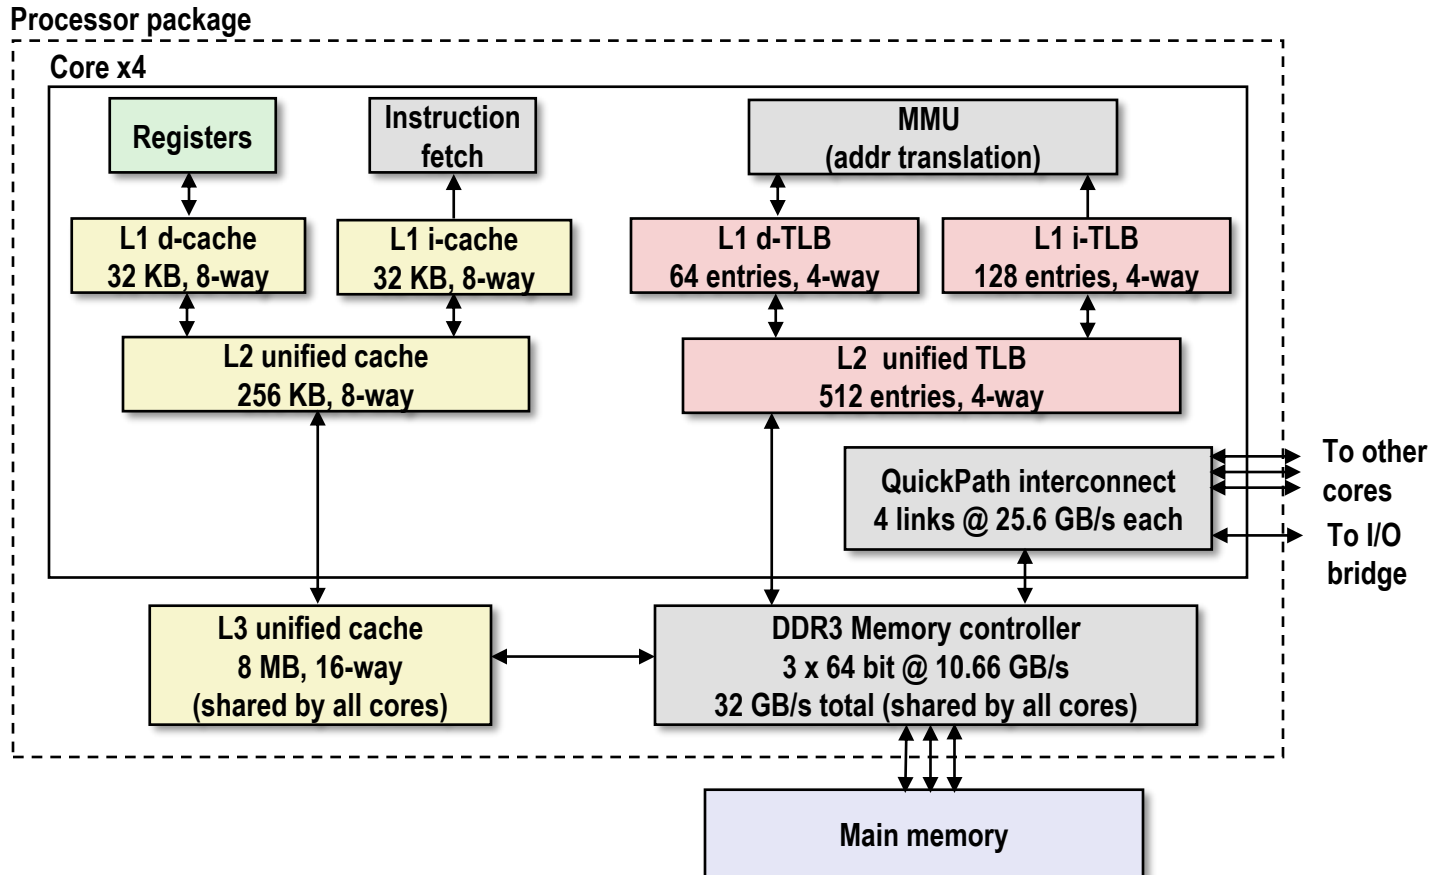 Processor package
Core x4
Registers
Instruction
fetch
MMU
(addr translation)
L1 d-cache
32 KB, 8-way
L1 i-cache
32 KB, 8-way
L1 d-TLB
64 entries, 4-way
L1 i-TLB
128 entries, 4-way
L2 unified cache
256 KB, 8-way
L2 unified TLB
512 entries, 4-way
QuickPath interconnect
4 links @ 25.6 GB/s each
To other
cores
To I/O
bridge
L3 unified cache
8 MB, 16-way
(shared by all cores)
DDR3 Memory controller
3 x 64 bit @ 10.66 GB/s
32 GB/s total (shared by all cores)
Main memory